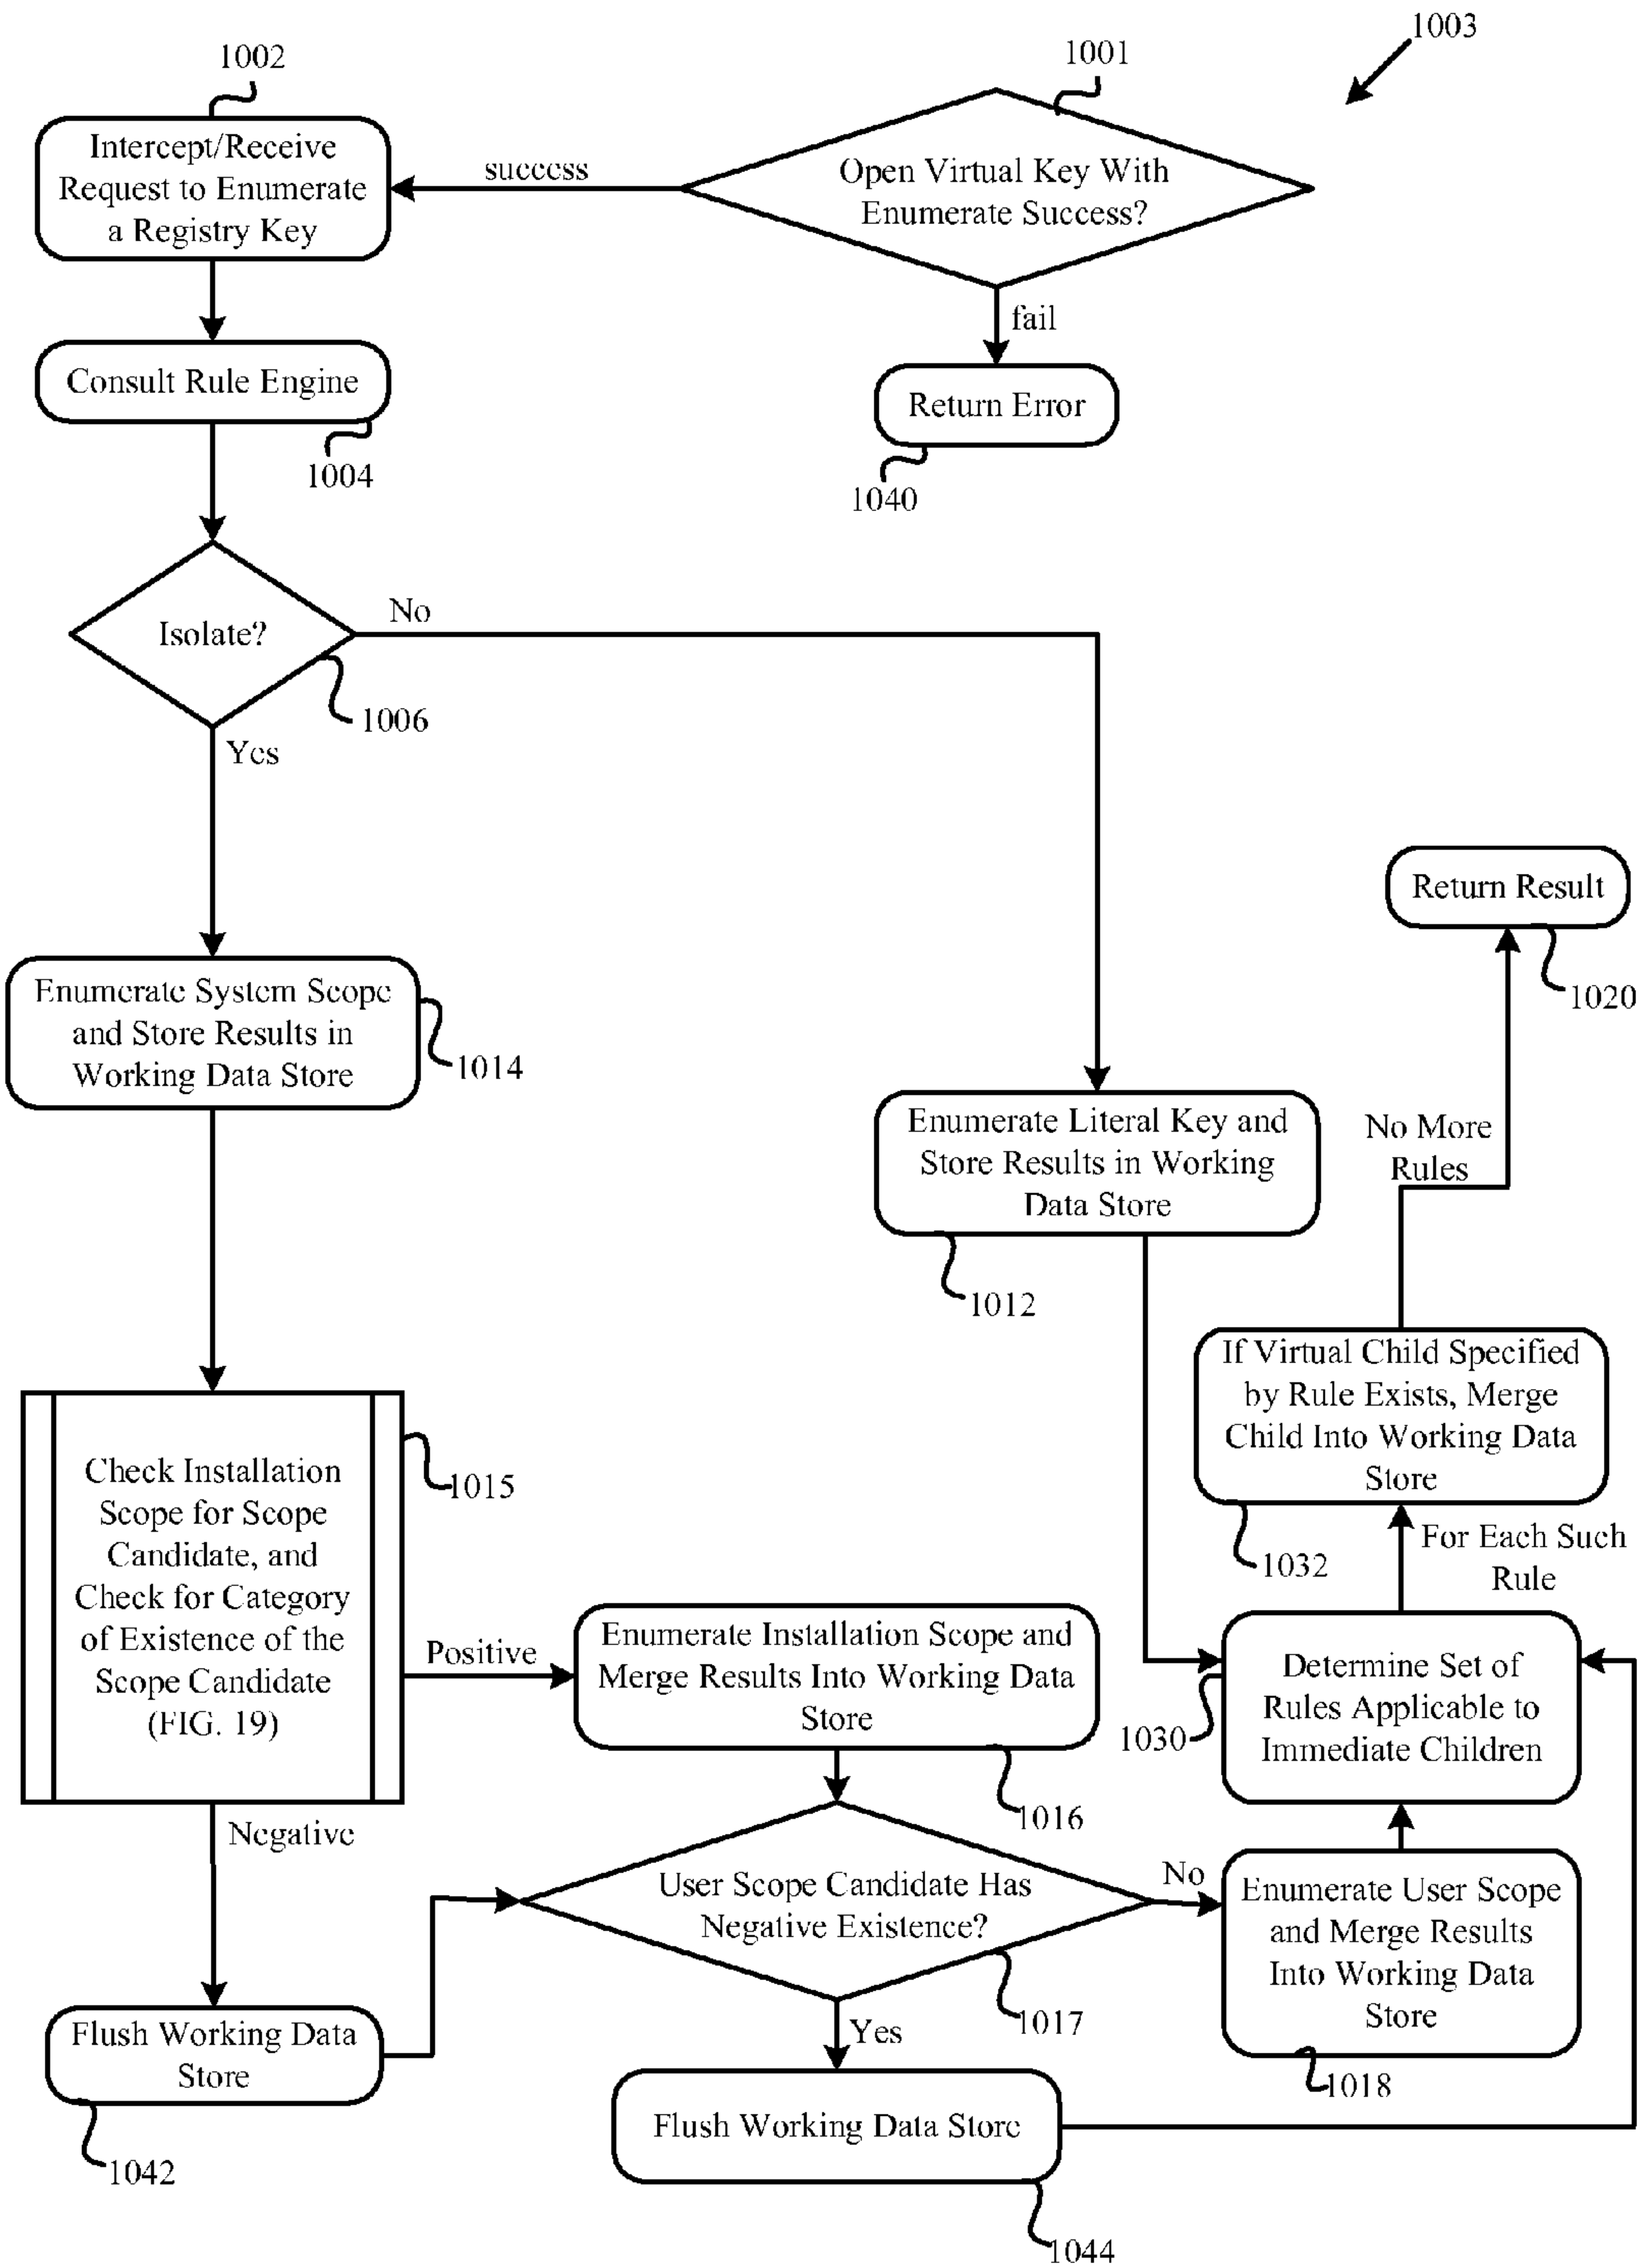 1003
1002
1001
Intercept/Receive
Request to Enumerate
a Registry Key
success
Open Virtual Key With
Enumerate Success?
fail
Consult Rule Engine
1004
Return Error
1040
Isolate?
No
1006
Yes
Return Result
1020
Enumerate System Scope
and Store Results in
Working Data Store
1014
Enumerate Literal Key and
Store Results in Working
Data Store
1012
No More
Rules
If Virtual Child Specified
by Rule Exists, Merge
Child Into Working Data
Store
1032
For Each Such
Rule
Check Installation
Scope for Scope
Candidate, and
Check for Category
of Existence of the
Scope Candidate
(FIG. 19)
1015
Positive
Enumerate Installation Scope and
Merge Results Into Working Data
Store
1016
Determine Set of
Rules Applicable to
Immediate Children
1030
Negative
User Scope Candidate Has
Negative Existence?
1017
No
Enumerate User Scope
and Merge Results
Into Working Data
Store
1018
Yes
Flush Working Data
Store
1042
Flush Working Data Store
1044